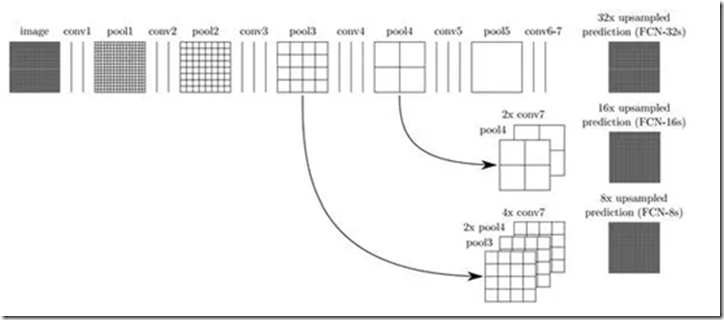 image conv1 pool1 conv2 pool2 conv3 pool3 conv4 pool4 conv5 pool5 conv6-7
32x upsampled
prediction (FCN-32s)
2x conv7
pool4
16x upsampled
prediction (FCN-16s)
4x conv7
2x pool4
pool3
8x upsampled
prediction (FCN-8s)